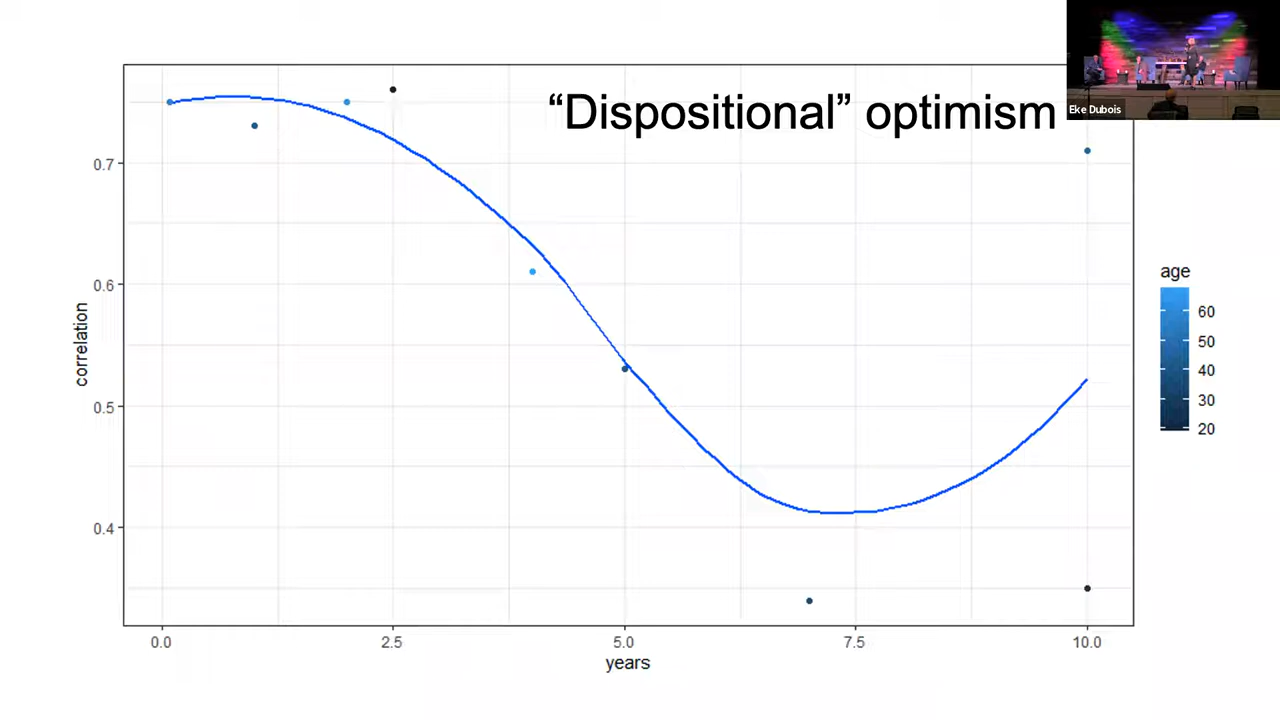 “Dispositional” optimism
Eke Dubois
0.7
0.6
0.5
0.4
correlation
0.0 2.5 5.0 7.5 10.0
years
age
60
50
40
30
20